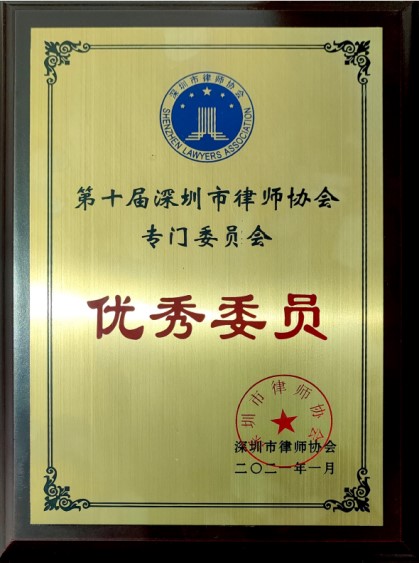 深圳市律师协会
SHENZHEN LAWYERS ASSOCIATION
第十届深圳市律师协会
专门委员会
优秀委员
深圳市律师协会
深圳市律师协会
二〇二一年一月